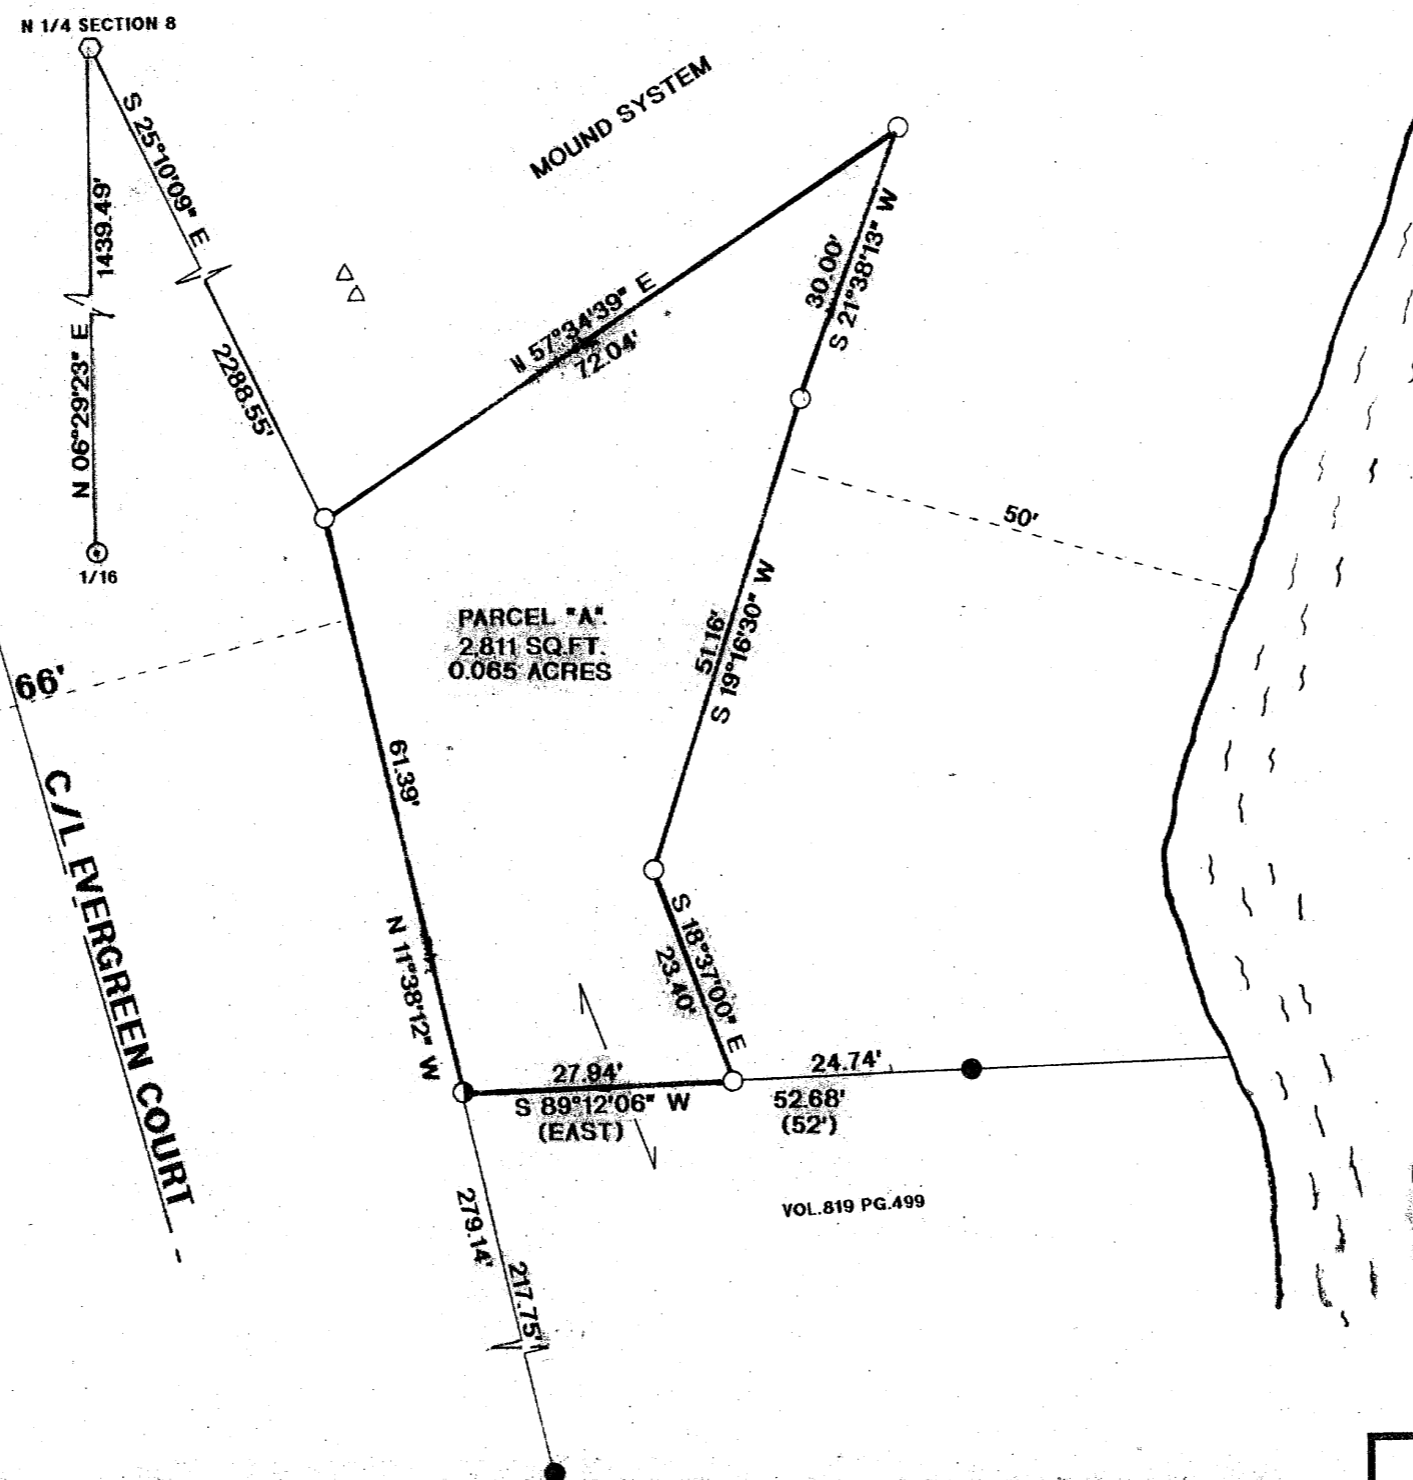 N 1/4 SECTION 8
S 25°10'09" E
2288.55'
1439.49'
N 06°29'23" E
1/16
MOUND SYSTEM
N 57°34'39" E
72.04'
30.00'
S 21°38'13" W
50'
51.16'
S 19°16'30" W
PARCEL "A".
2,811 SQ.FT.
0.065 ACRES
66'
C/L EVERGREEN COURT
61.39'
N 11°38'12" W
S 18°37'00" E
23.40'
27.94'
S 89°12'06" W
(EAST)
24.74'
52.68'
(52')
VOL.819 PG.499
279.14'
217.75'